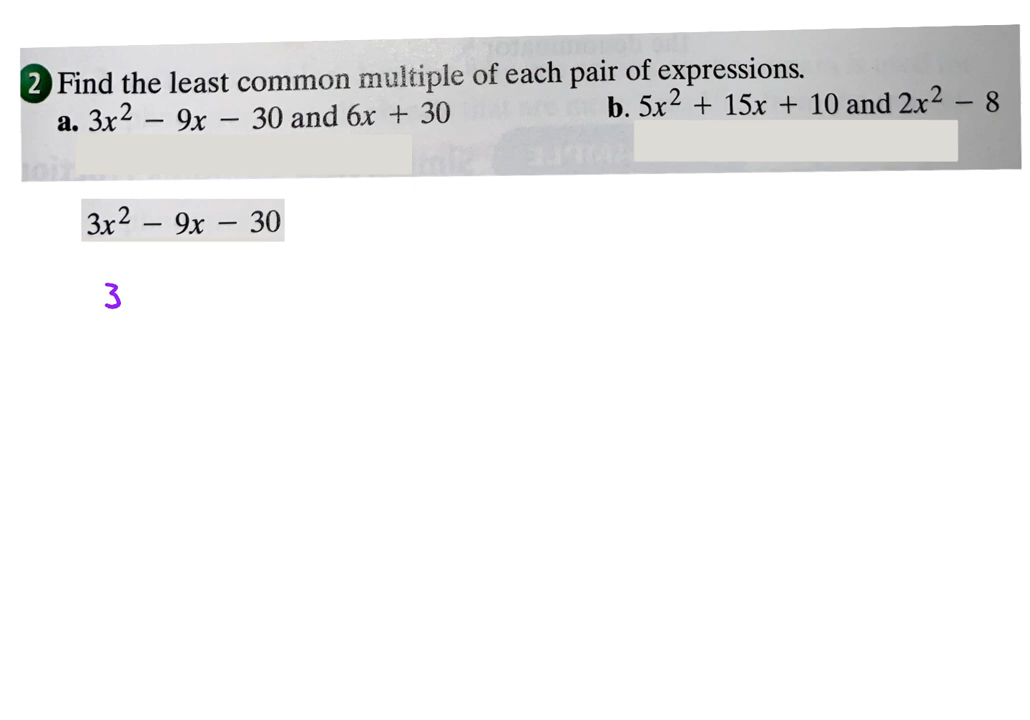 2 Find the least common multiple of each pair of expressions.
a. 3x² − 9x − 30 and 6x + 30 b. 5x² + 15x + 10 and 2x² − 8
3x² − 9x − 30
3